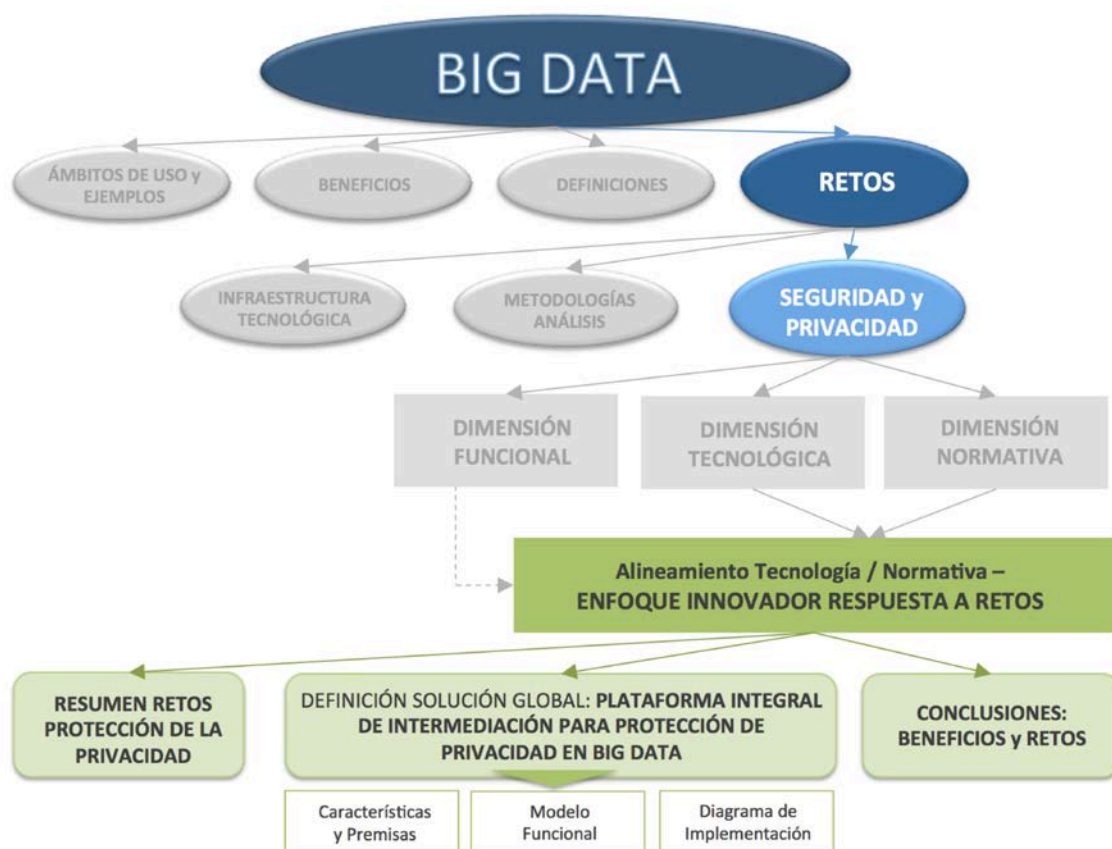 BIG DATA
ÁMBITOS DE USO y
EJEMPLOS
BENEFICIOS
DEFINICIONES
RETOS
INFRAESTRUCTURA
TECNOLÓGICA
METODOLOGÍAS
ANÁLISIS
SEGURIDAD y
PRIVACIDAD
DIMENSIÓN
FUNCIONAL
DIMENSIÓN
TECNOLÓGICA
DIMENSIÓN
NORMATIVA
Alineamiento Tecnología / Normativa –
ENFOQUE INNOVADOR RESPUESTA A RETOS
RESUMEN RETOS
PROTECCIÓN DE LA
PRIVACIDAD
DEFINICIÓN SOLUCIÓN GLOBAL: PLATAFORMA INTEGRAL
DE INTERMEDIACIÓN PARA PROTECCIÓN DE
PRIVACIDAD EN BIG DATA
CONCLUSIONES:
BENEFICIOS y RETOS
Características
y Premisas
Modelo
Funcional
Diagrama de
Implementación